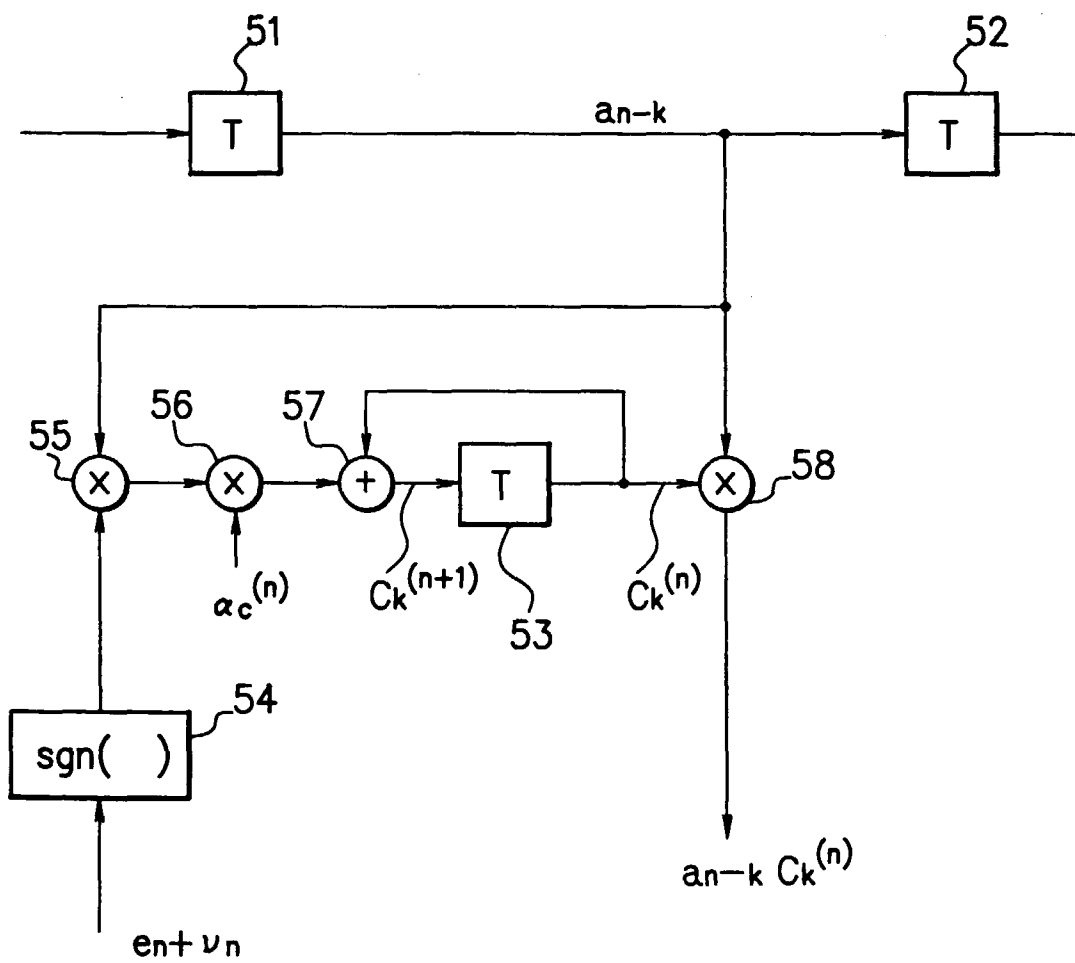 51
52
T
an-k
T
56
57
55
×
×
+
T
×
58
αc(n)
Ck(n+1)
Ck(n)
53
54
sgn( )
an-k Ck(n)
en+νn